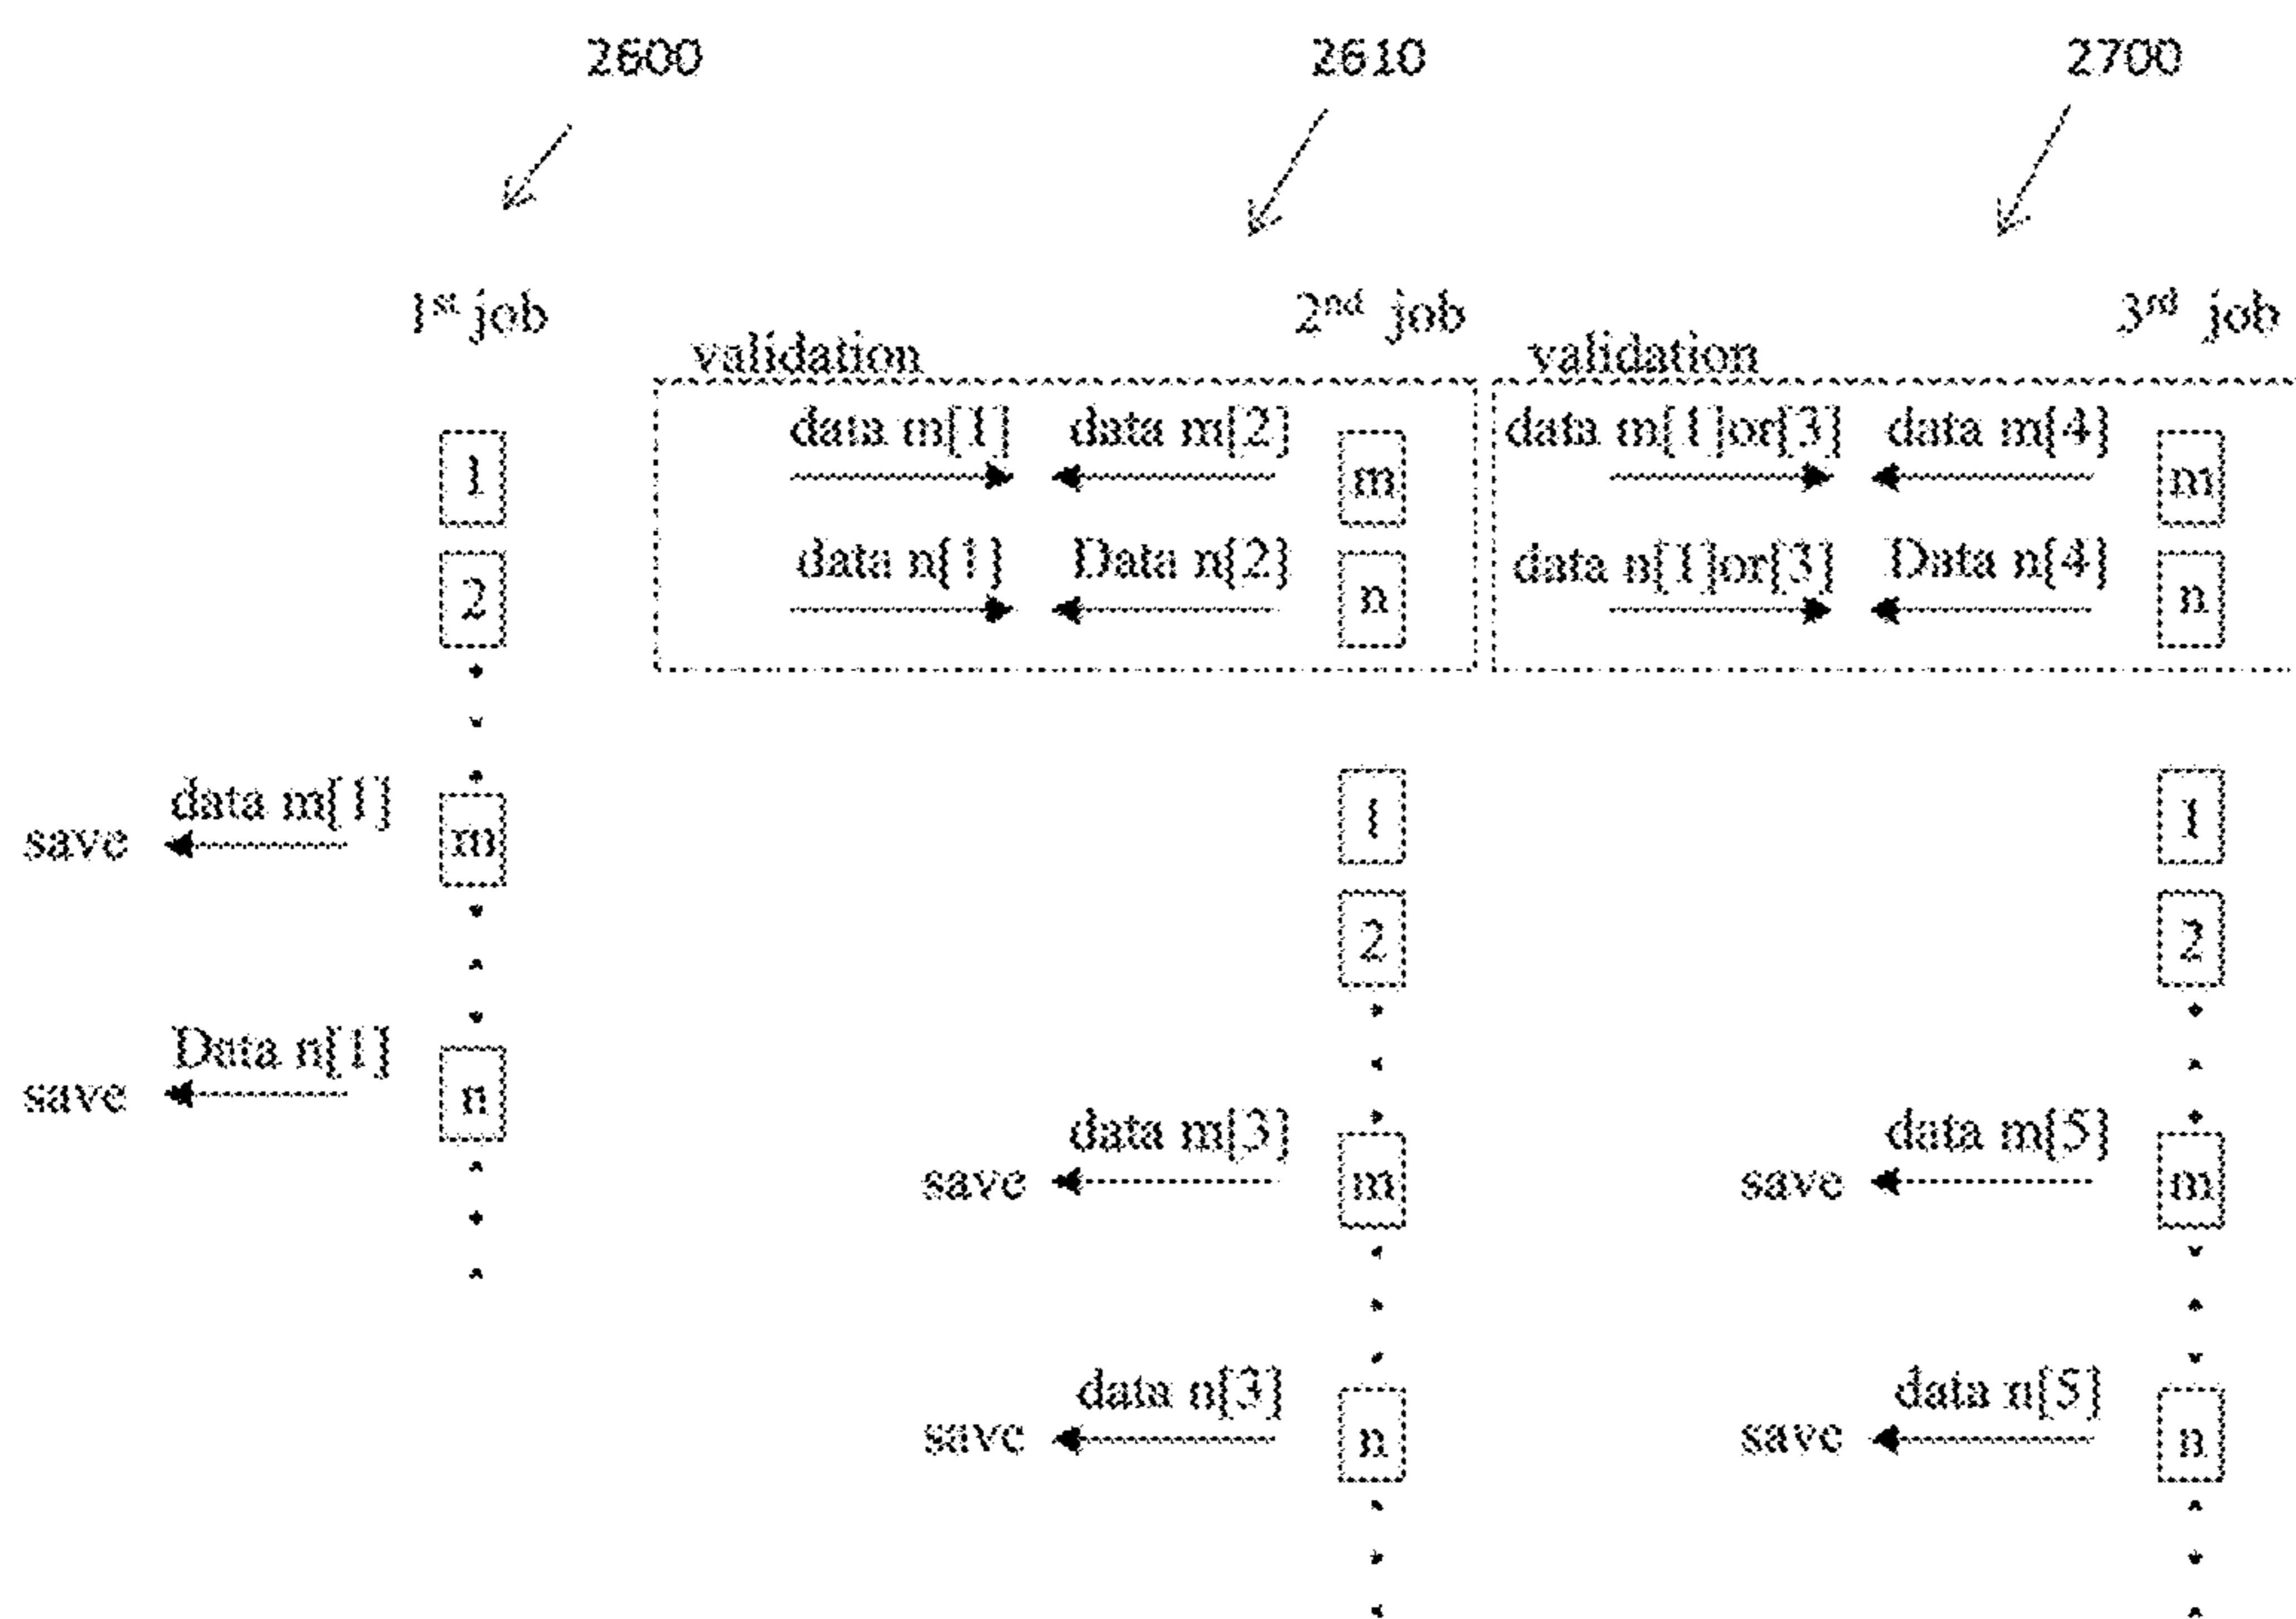 2600 2610 2700
1st job 2nd job 3rd job
validation validation
data m[1] data m[2] m data m[1]or[3] data m[4] m
1
data n[1] Data n[2] n data n[1]or[3] Data n[4] n
2
data m[1] 1 1
save m
2 2
Data n[1]
save n
data m[3] data m[5]
save m save m
data n[3] data n[5]
save n save n